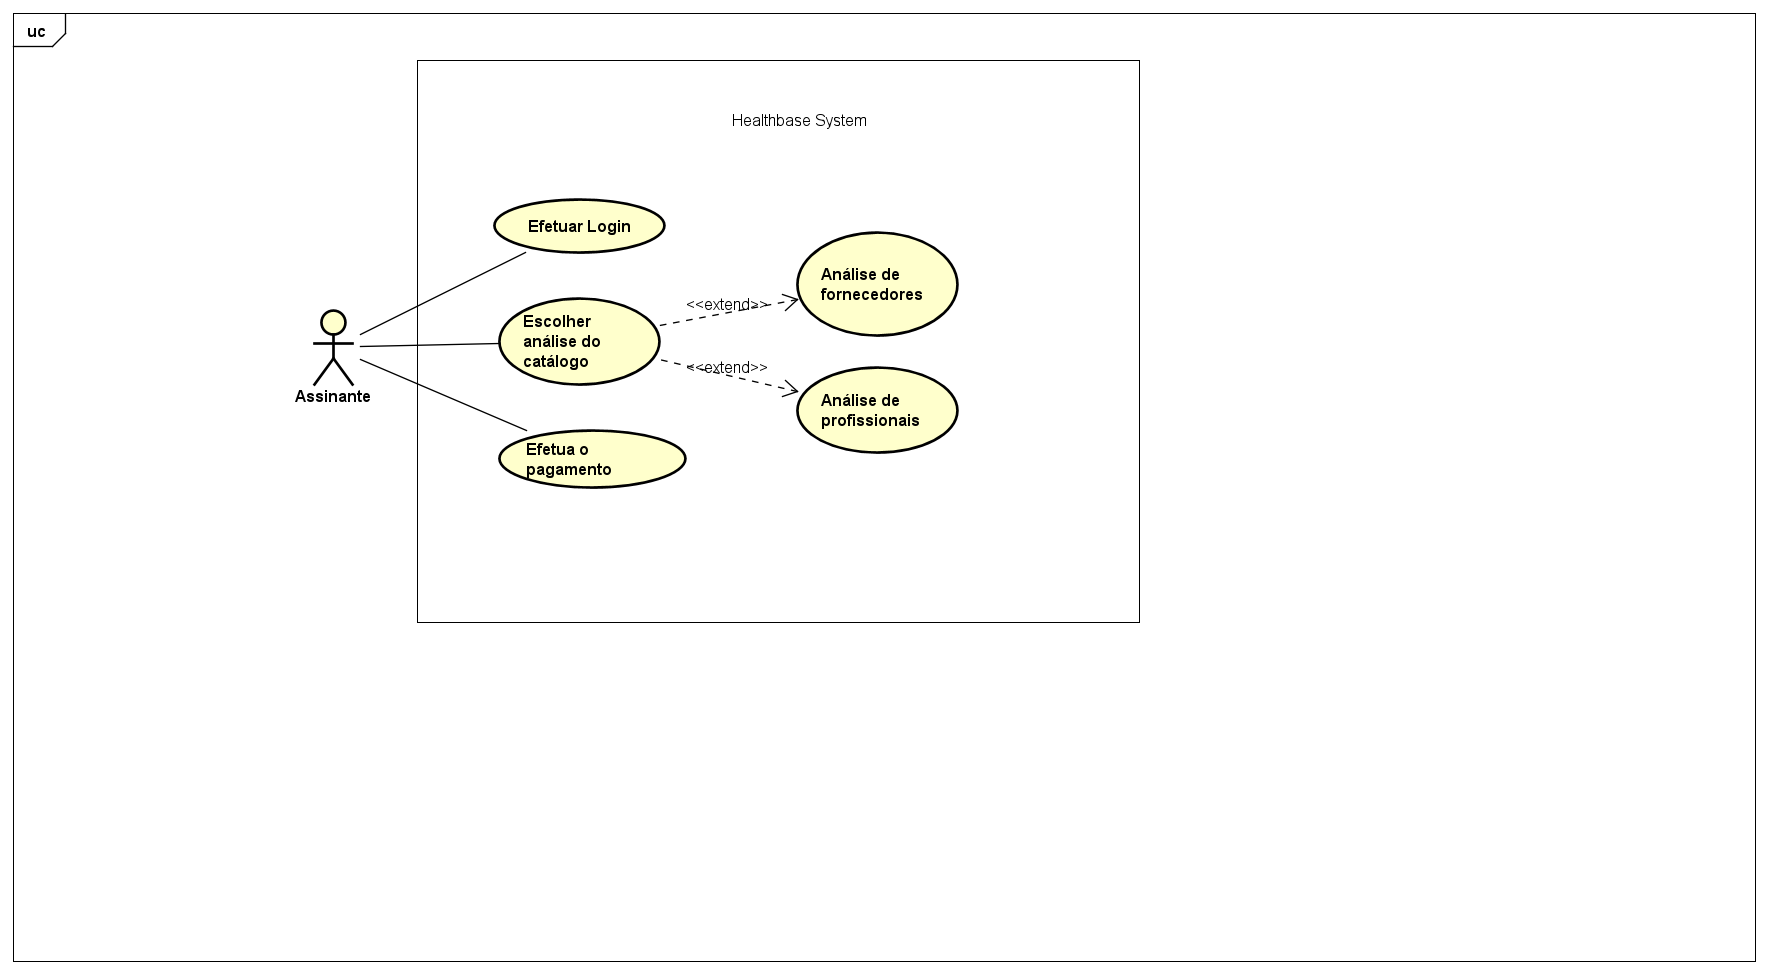 uc
Healthbase System
Efetuar Login
Análise de
fornecedores
<<extend>>
Escolher
análise do
catálogo
<<extend>>
Assinante
Análise de
profissionais
Efetua o
pagamento